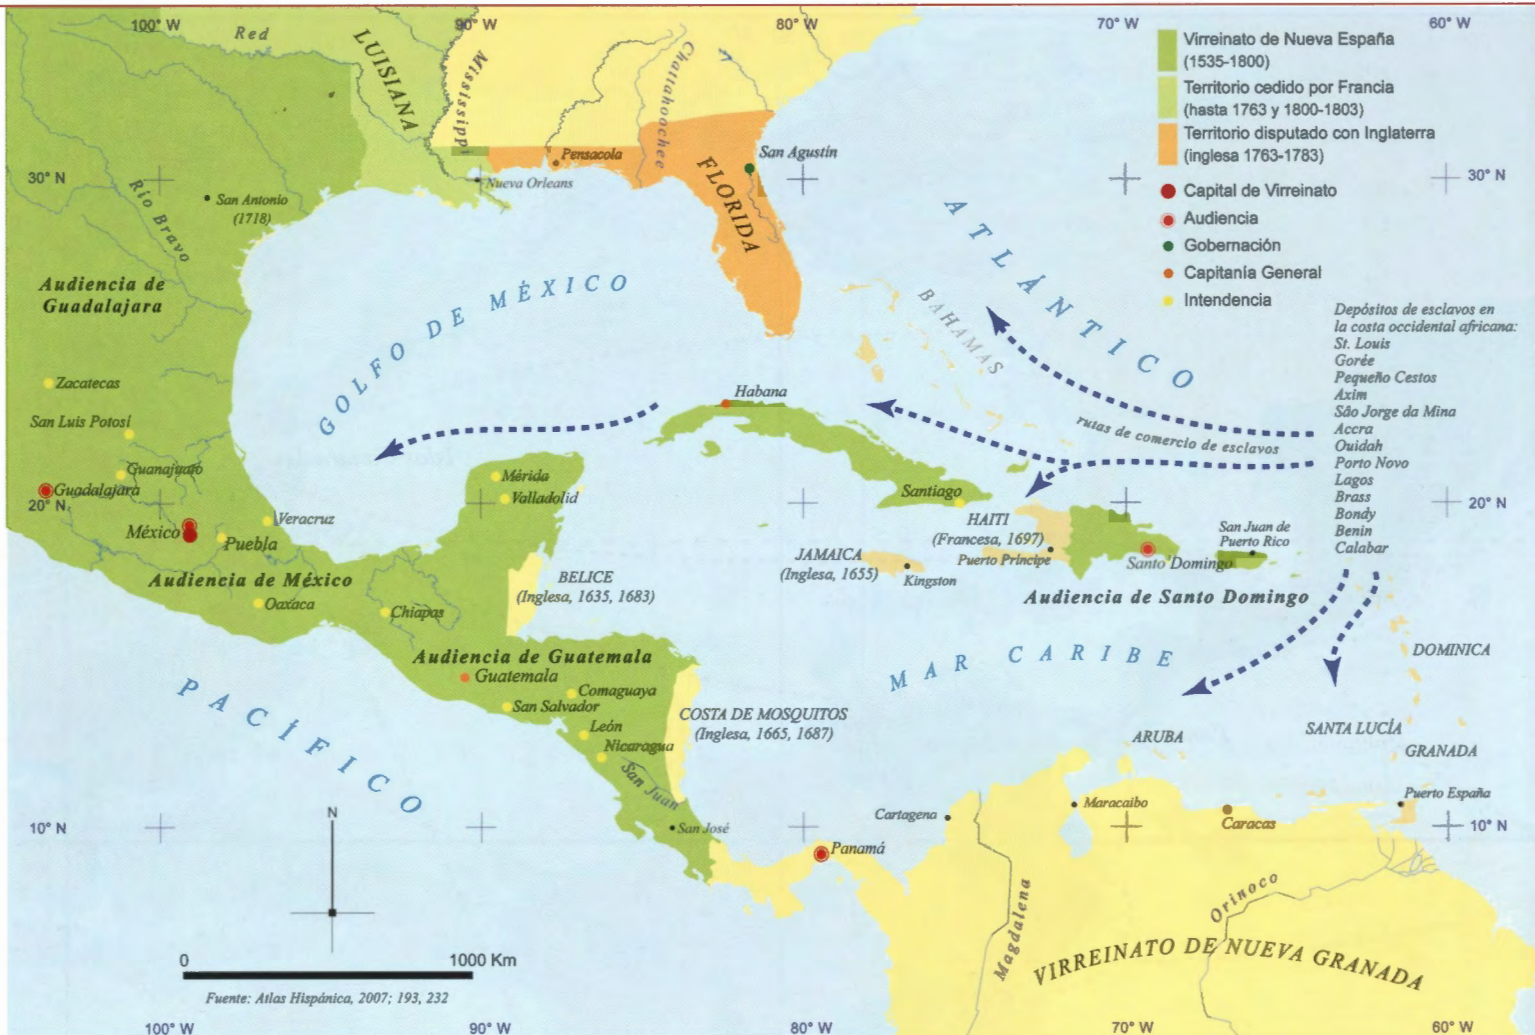 100° W
90° W
80° W
70° W
60° W
Red
LUISIANA
Mississippi
Chattahoochee
Virreinato de Nueva España
(1535-1800)
Territorio cedido por Francia
(hasta 1763 y 1800-1803)
Territorio disputado con Inglaterra
(inglesa 1763-1783)
Capital de Virreinato
Audiencia
Gobernación
Capitanía General
Intendencia
Pensacola
San Agustín
FLORIDA
30° N
Nueva Orleans
30° N
San Antonio
(1718)
Río Bravo
ATLÁNTICO
Audiencia de
Guadalajara
GOLFO DE MÉXICO
BAHAMAS
Depósitos de esclavos en
la costa occidental africana:
St. Louis
Gorée
Pequeño Cestos
Axim
São Jorge da Mina
Accra
Ouidah
Porto Novo
Lagos
Brass
Bondy
Benin
Calabar
Zacatecas
Habana
San Luis Potosí
rutas de comercio de esclavos
Guanajuato
Mérida
Guadalajara
Valladolid
Santiago
20° N
20° N
Veracruz
HAITI
(Francesa, 1697)
San Juan de
Puerto Rico
México
Puebla
JAMAICA
(Inglesa, 1655)
Puerto Príncipe
Santo Domingo
Kingston
Audiencia de México
BELICE
(Inglesa, 1635, 1683)
Audiencia de Santo Domingo
Oaxaca
Chiapas
Audiencia de Guatemala
Guatemala
MAR CARIBE
DOMINICA
PACÍFICO
Comaguaya
San Salvador
COSTA DE MOSQUITOS
(Inglesa, 1665, 1687)
León
Nicaragua
San Juan
ARUBA
SANTA LUCÍA
GRANADA
Puerto España
Maracaibo
Cartagena
Caracas
10° N
San José
10° N
Panamá
N
Magdalena
Orinoco
VIRREINATO DE NUEVA GRANADA
0
1000 Km
Fuente: Atlas Hispánica, 2007; 193, 232
100° W
90° W
80° W
70° W
60° W